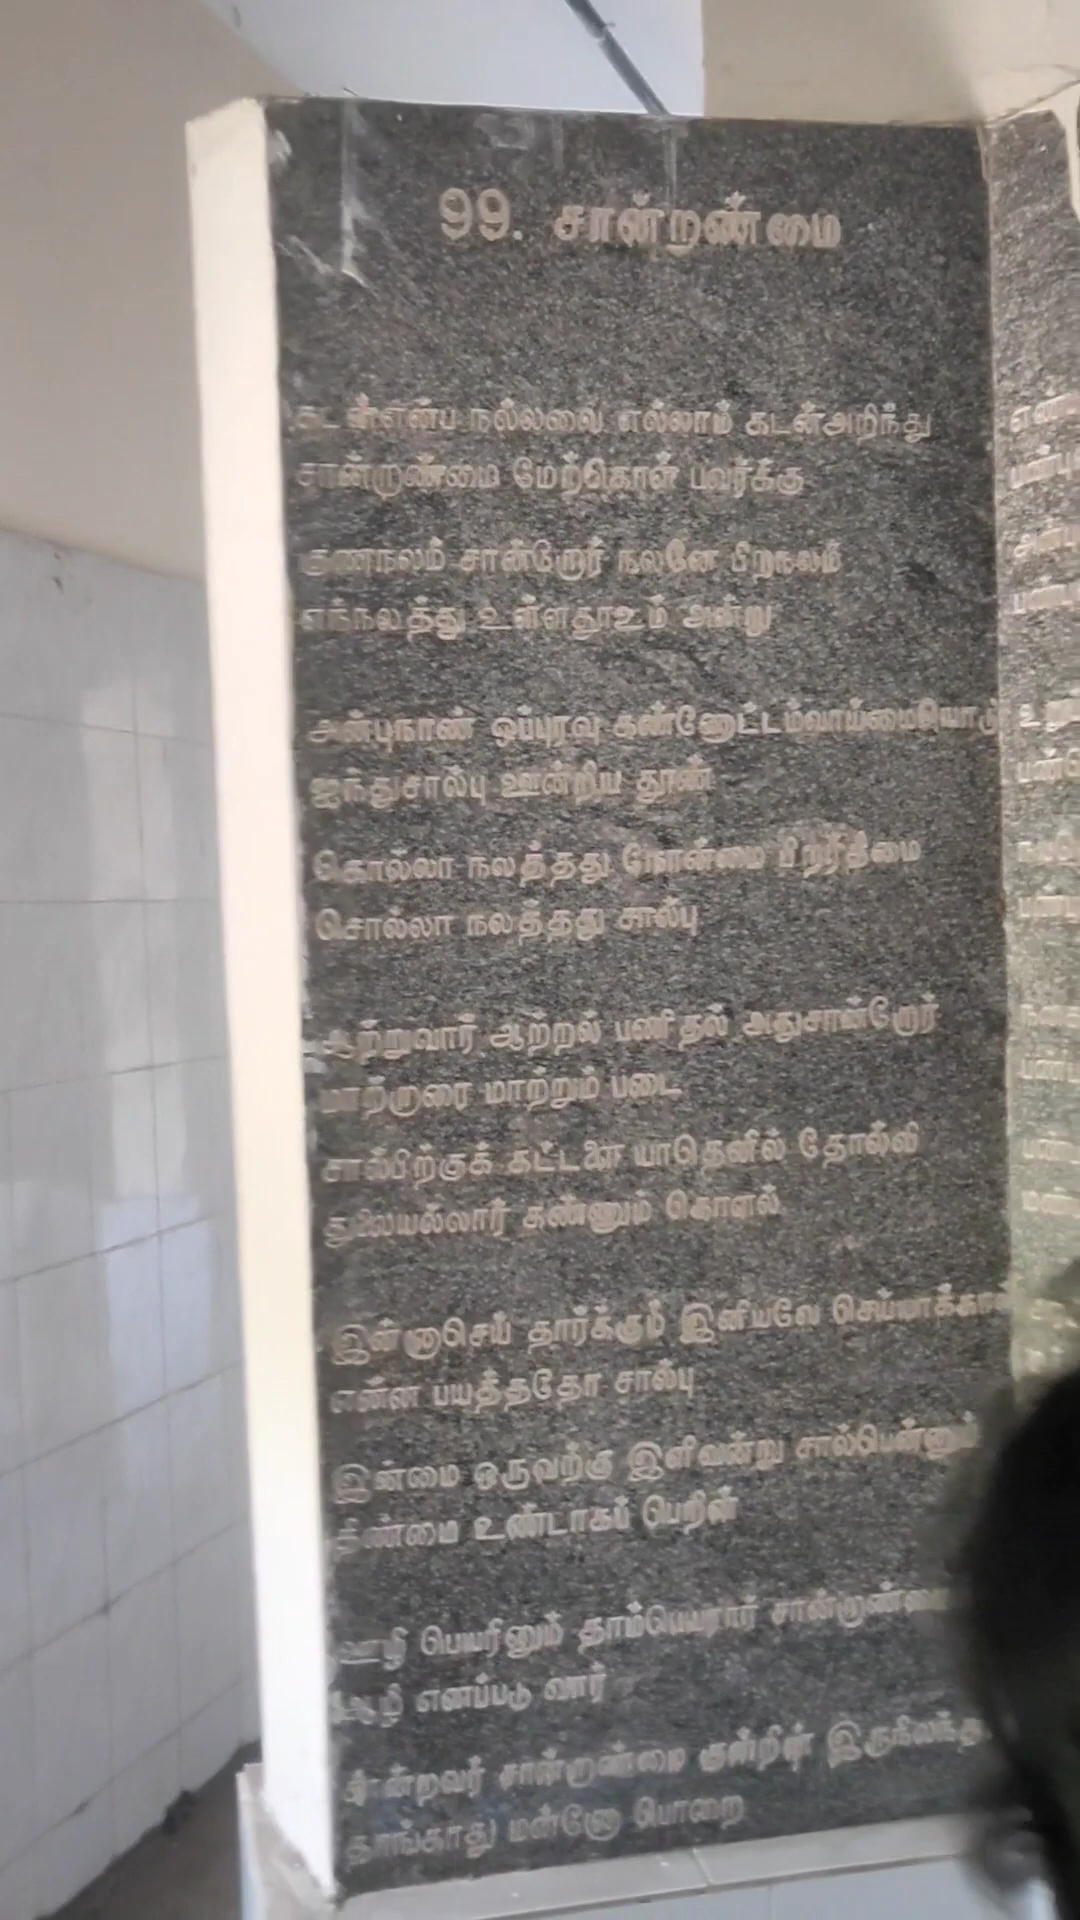 99. சான்றண்மை
கடன்என்ப நல்லவை எல்லாம் கடன்அறிந்து
சான்றாண்மை மேற்கொள் பவர்க்கு
குணநலம் சான்றோர் நலனே பிறநலம்
எந்நலத்து உள்ளதூஉம் அன்று
அன்புநாண் ஒப்புரவு கண்ணோட்டம்வாய்மையொடு
ஐந்துசால்பு ஊன்றிய தூண்
கொல்லா நலத்தது நோன்மை பிறர்தீமை
சொல்லா நலத்தது சால்பு
ஆற்றுவார் ஆற்றல் பணிதல் அதுசான்றோர்
மாற்றாரை மாற்றும் படை
சால்பிற்குக் கட்டளை யாதெனில் தோல்வி
துலையல்லார் கண்ணும் கொளல்
இன்னாசெய் தார்க்கும் இனியவே செய்யாக்கால்
என்ன பயத்ததோ சால்பு
இன்மை ஒருவற்கு இளிவன்று சால்பென்னும்
திண்மை உண்டாகப் பெறின்
ஊழி பெயரினும் தாம்பெயரார் சான்றாண்மை
ஆழி எனப்படு வார்
சான்றவர் சான்றாண்மை குன்றின் இருநிலந்தான்
தாங்காது மன்னோ பொறை